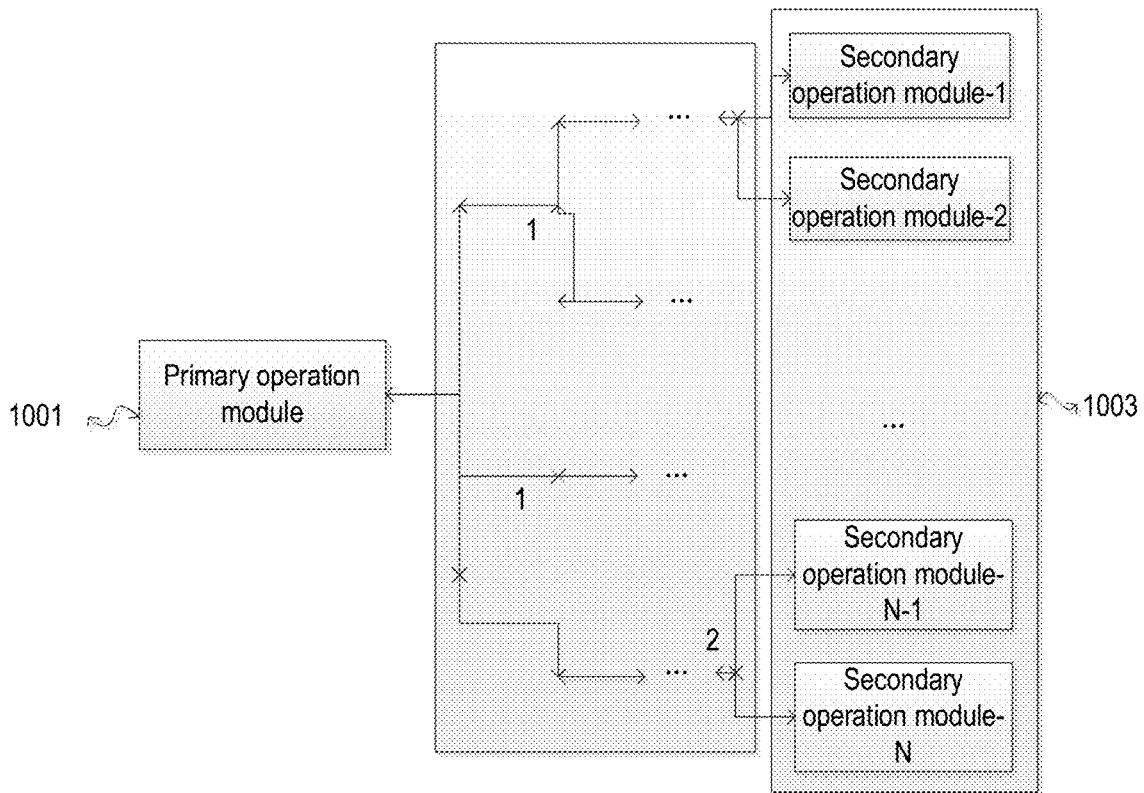 Secondary
operation module-1
...
Secondary
operation module-2
1
...
Primary operation
module
1001
1003
...
...
1
Secondary
operation module-
N-1
2
...
Secondary
operation module-
N